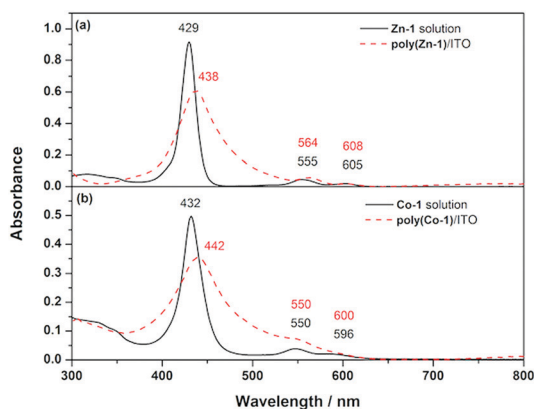 (a)
429
Zn-1 solution
poly(Zn-1)/ITO
438
564
608
555
605
1.0
0.8
0.6
0.4
0.2
0.0
Absorbance
(b)
432
Co-1 solution
poly(Co-1)/ITO
442
550
600
550
596
0.5
0.4
0.3
0.2
0.1
0.0
300 400 500 600 700 800
Wavelength / nm